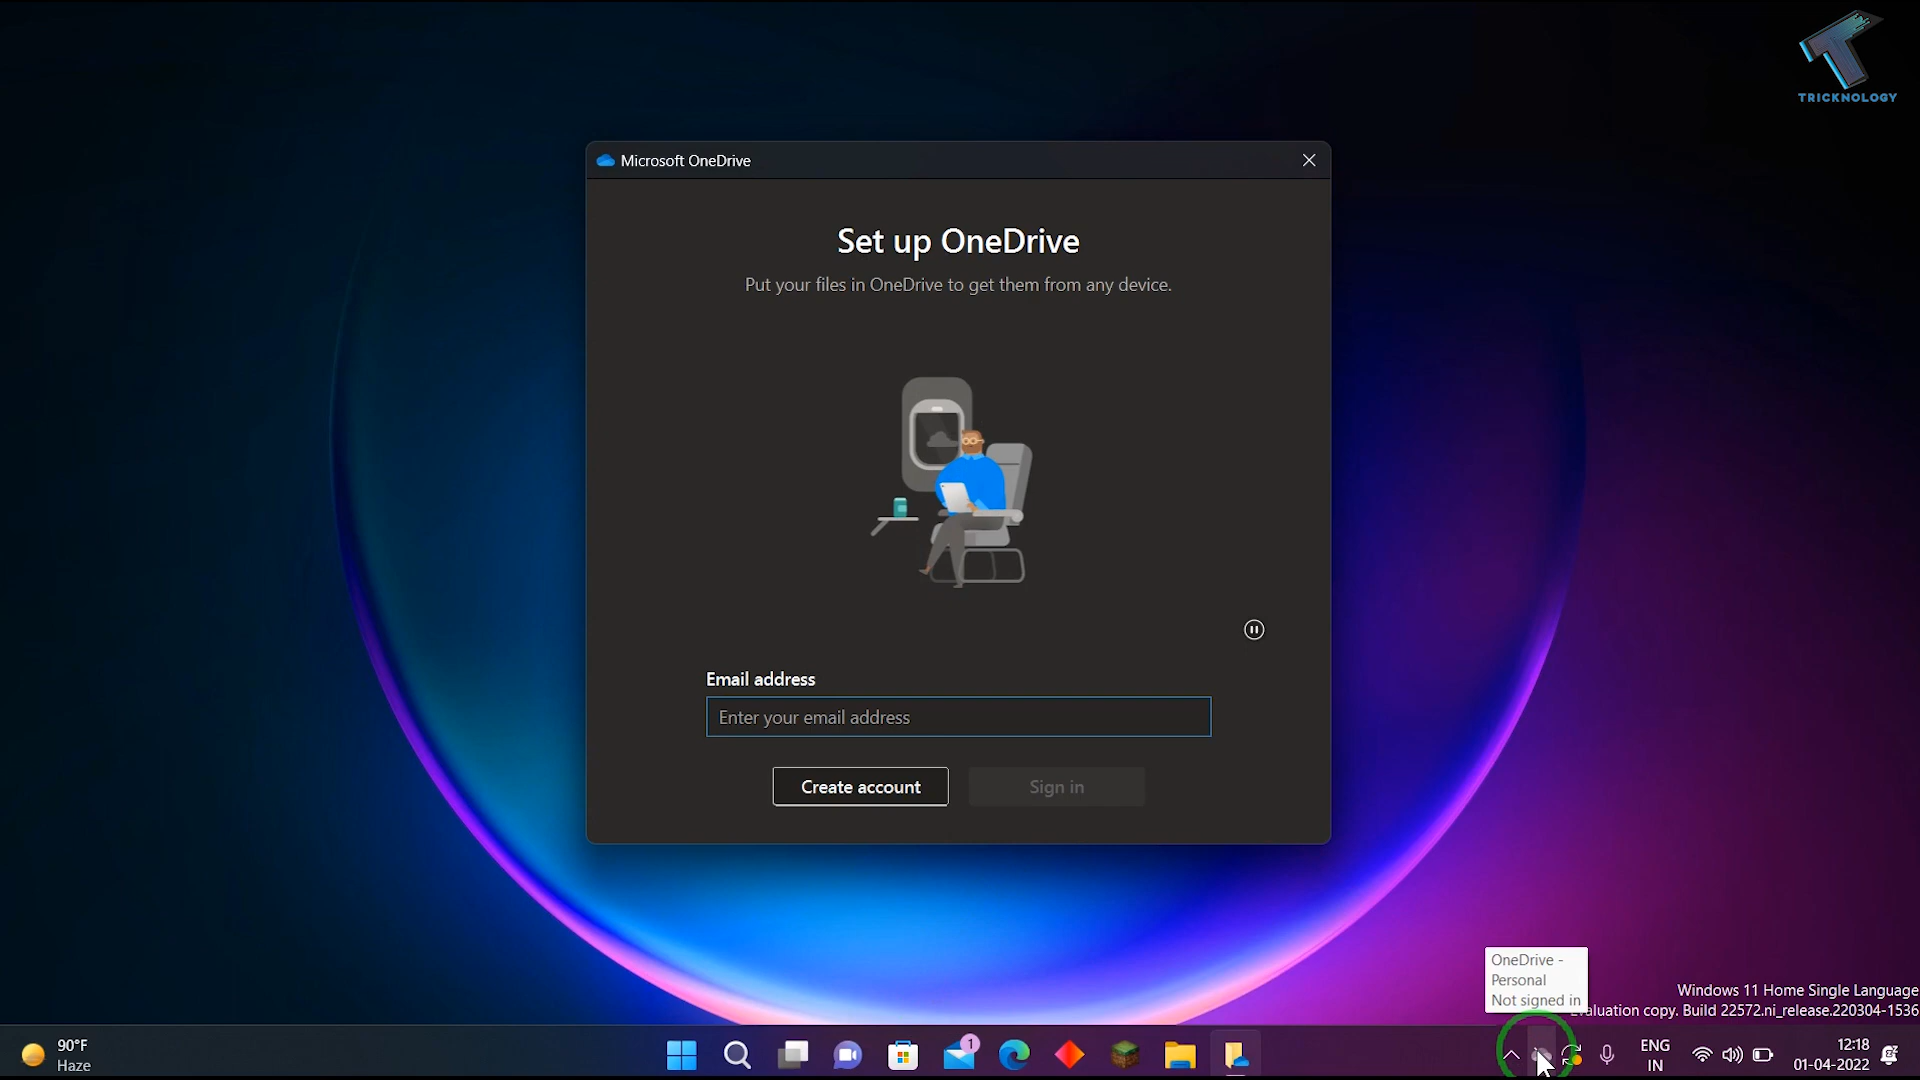 TRICKNOLOGY
Microsoft OneDrive
Set up OneDrive
Put your files in OneDrive to get them from any device.
Email address
Enter your email address
Create account
Sign in
OneDrive -
Personal
Not signed in
Windows 11 Home Single Language
aluation copy. Build 22572.ni_release.220304-1536
90°F
Haze
1
ENG
IN
12:18
01-04-2022